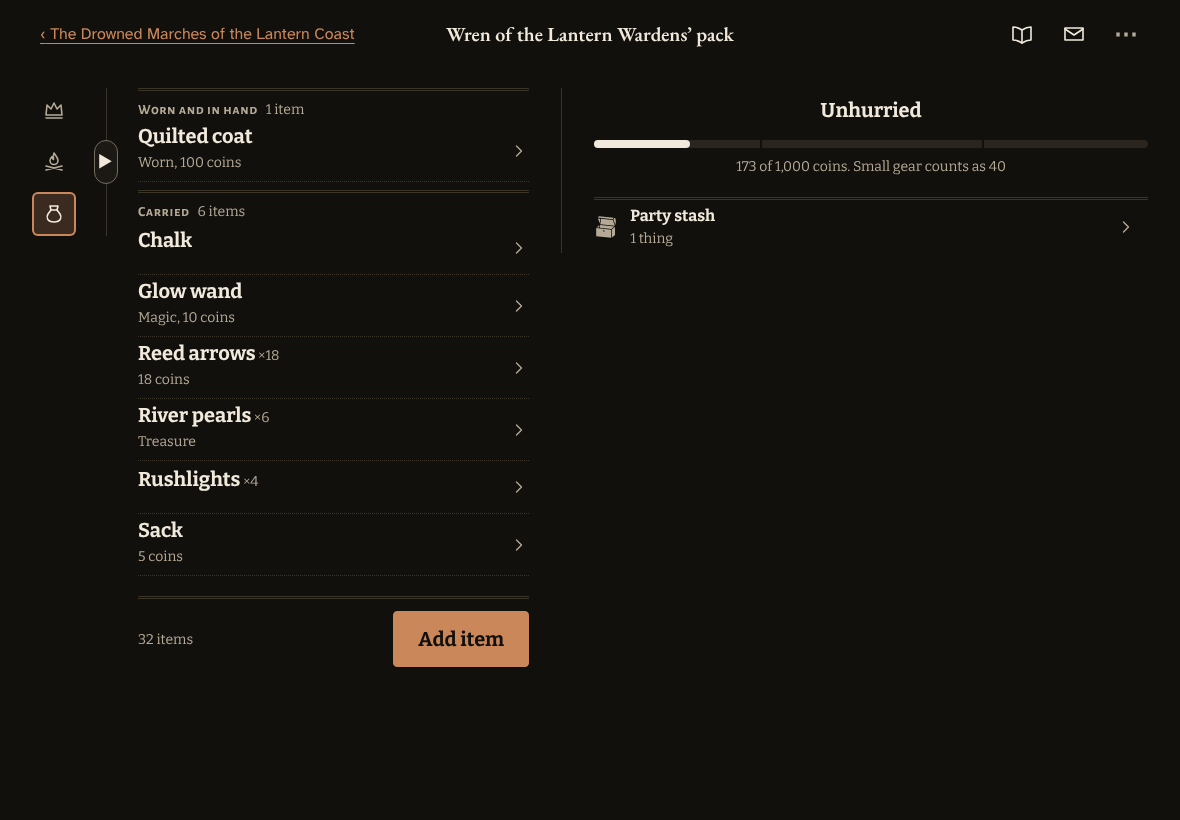 ‹ The Drowned Marches of the Lantern Coast
Wren of the Lantern Wardens’ pack
Worn and in hand 1 item
Quilted coat
Worn, 100 coins
Carried 6 items
Chalk
Glow wand
Magic, 10 coins
Reed arrows ×18
18 coins
River pearls ×6
Treasure
Rushlights ×4
Sack
5 coins
32 items
Add item
Unhurried
173 of 1,000 coins. Small gear counts as 40
Party stash
1 thing